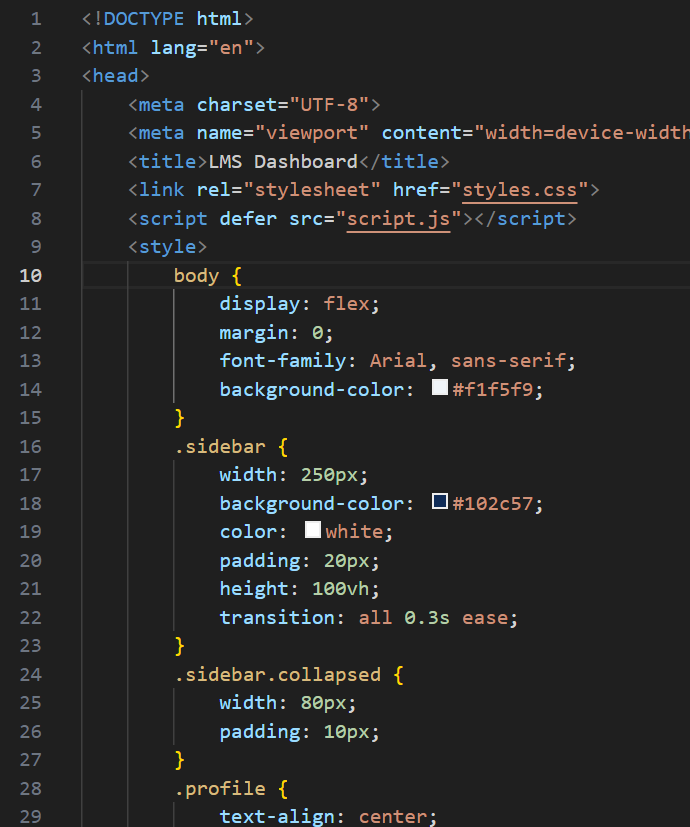 1 <!DOCTYPE html>
2 <html lang="en">
3 <head>
4     <meta charset="UTF-8">
5     <meta name="viewport" content="width=device-width
6     <title>LMS Dashboard</title>
7     <link rel="stylesheet" href="styles.css">
8     <script defer src="script.js"></script>
9     <style>
10         body {
11             display: flex;
12             margin: 0;
13             font-family: Arial, sans-serif;
14             background-color: #f1f5f9;
15         }
16         .sidebar {
17             width: 250px;
18             background-color: #102c57;
19             color: white;
20             padding: 20px;
21             height: 100vh;
22             transition: all 0.3s ease;
23         }
24         .sidebar.collapsed {
25             width: 80px;
26             padding: 10px;
27         }
28         .profile {
29             text-align: center;